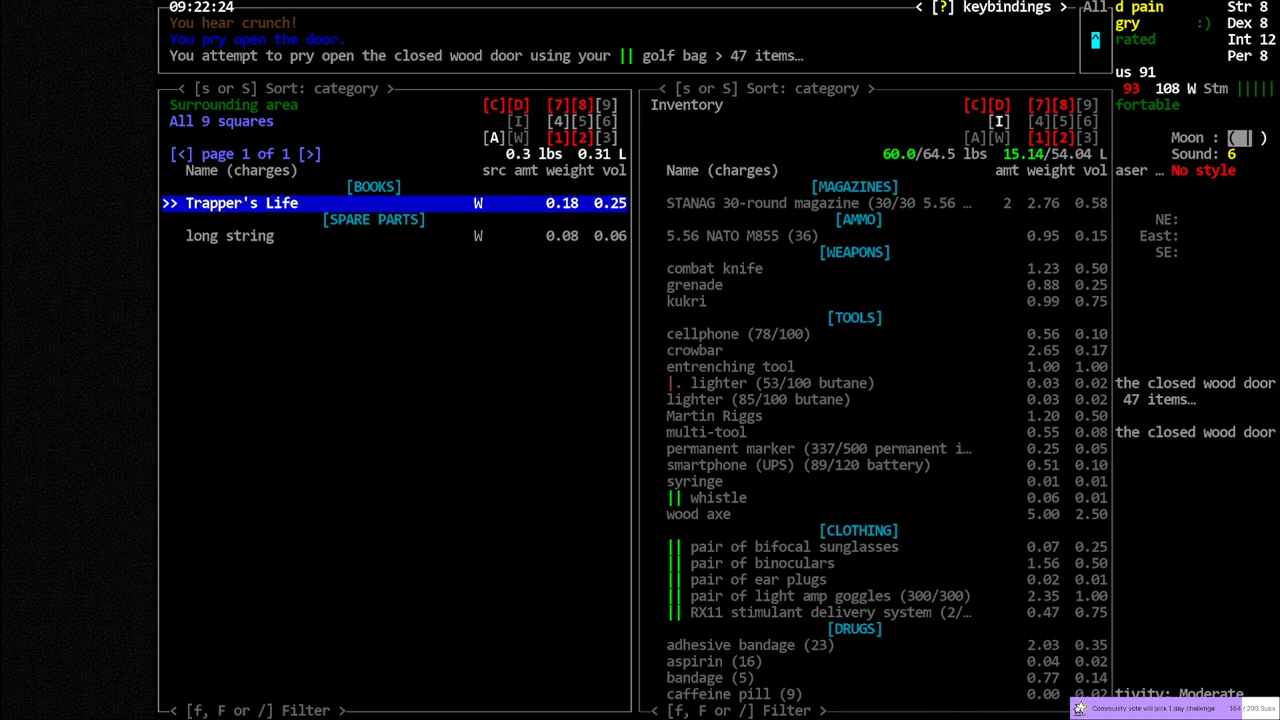 09:22:24
< [?] keybindings >
All
d pain
Str 8
You hear crunch!
gry
:)
Dex 8
You pry open the door.
rated
Int 12
You attempt to pry open the closed wood door using your || golf bag > 47 items…
^
Per 8
us 91
< [s or S] Sort: category >
< [s or S] Sort: category >
93 108 W Stm |||||
Surrounding area
[C][D] [7][8][9]
Inventory
[C][D] [7][8][9]
fortable
All 9 squares
[I] [4][5][6]
[I] [4][5][6]
[A][W] [1][2][3]
[A][W] [1][2][3]
Moon : ( )
[<] page 1 of 1 [>]
0.3 lbs 0.31 L
60.0/64.5 lbs 15.14/54.04 L
Sound: 6
Name (charges)
src amt weight vol
Name (charges)
amt weight vol
aser … No style
[BOOKS]
[MAGAZINES]
>> Trapper's Life W 0.18 0.25
STANAG 30-round magazine (30/30 5.56 … 2 2.76 0.58
NE:
[SPARE PARTS]
[AMMO]
long string W 0.08 0.06
5.56 NATO M855 (36) 0.95 0.15
East:
[WEAPONS]
SE:
combat knife 1.23 0.50
grenade 0.88 0.25
kukri 0.99 0.75
[TOOLS]
cellphone (78/100) 0.56 0.10
crowbar 2.65 0.17
entrenching tool 1.00 1.00
|. lighter (53/100 butane) 0.03 0.02
the closed wood door
lighter (85/100 butane) 0.03 0.02
47 items…
Martin Riggs 1.20 0.50
multi-tool 0.55 0.08
the closed wood door
permanent marker (337/500 permanent i… 0.25 0.05
smartphone (UPS) (89/120 battery) 0.51 0.10
syringe 0.01 0.01
|| whistle 0.06 0.01
wood axe 5.00 2.50
[CLOTHING]
|| pair of bifocal sunglasses 0.07 0.25
|| pair of binoculars 1.56 0.50
|| pair of ear plugs 0.02 0.01
|| pair of light amp goggles (300/300) 2.35 1.00
|| RX11 stimulant delivery system (2/… 0.47 0.75
[DRUGS]
adhesive bandage (23) 2.03 0.35
aspirin (16) 0.04 0.02
bandage (5) 0.77 0.14
caffeine pill (9) 0.00 0.02
tivity: Moderate
< [f, F or /] Filter >
< [f, F or /] Filter >
Community vote will pick 1 day challenge 164 / 200 Subs